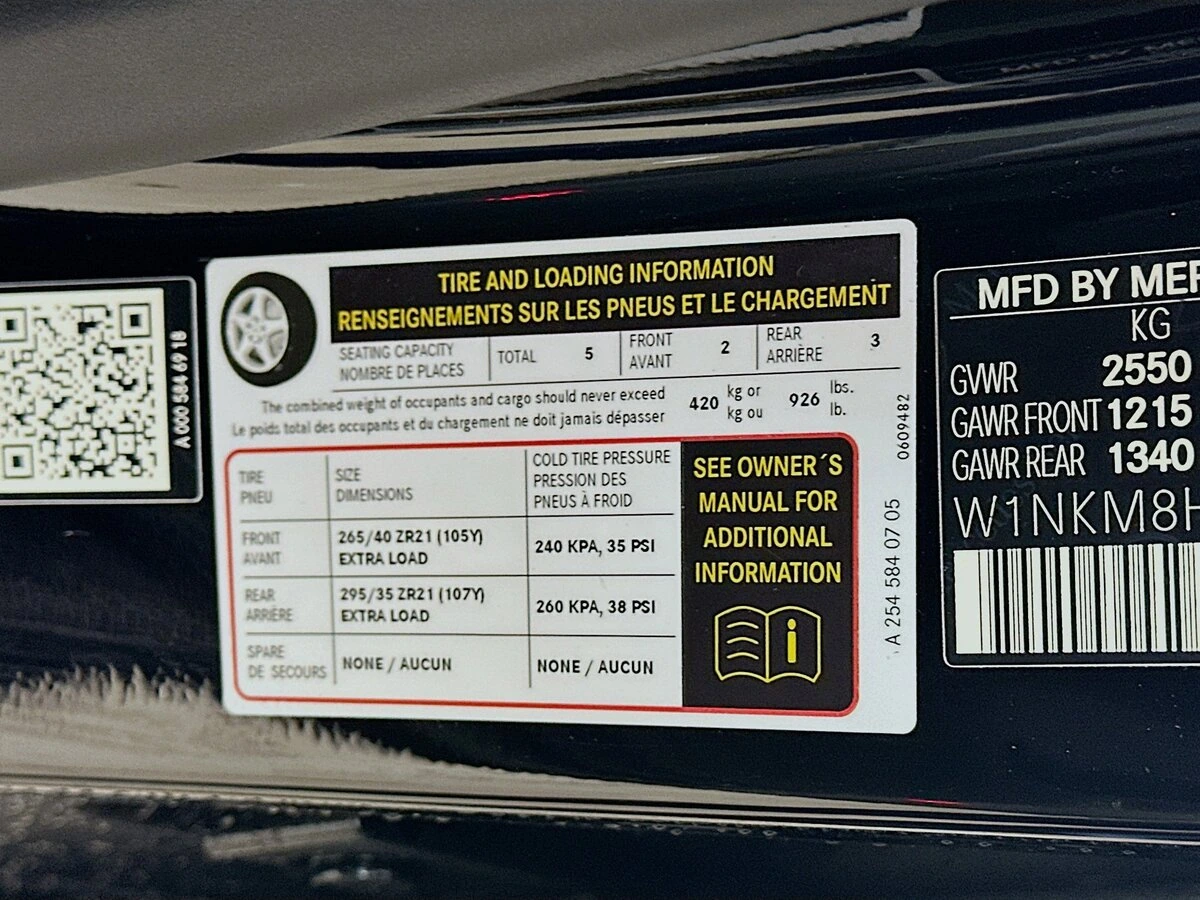 A 000 584 69 18
TIRE AND LOADING INFORMATION
RENSEIGNEMENTS SUR LES PNEUS ET LE CHARGEMENT
SEATING CAPACITY
NOMBRE DE PLACES
TOTAL 5
FRONT
AVANT
2
REAR
ARRIÈRE
3
The combined weight of occupants and cargo should never exceed
Le poids total des occupants et du chargement ne doit jamais dépasser
420
kg or
kg ou
926
lbs.
lb.
TIRE
PNEU
SIZE
DIMENSIONS
COLD TIRE PRESSURE
PRESSION DES
PNEUS À FROID
FRONT
AVANT
265/40 ZR21 (105Y)
EXTRA LOAD
240 KPA, 35 PSI
REAR
ARRIÈRE
295/35 ZR21 (107Y)
EXTRA LOAD
260 KPA, 38 PSI
SPARE
DE SECOURS
NONE / AUCUN
NONE / AUCUN
SEE OWNER´S
MANUAL FOR
ADDITIONAL
INFORMATION
i
0609482
A 254 584 07 05
MFD BY MER
KG
GVWR 2550
GAWR FRONT 1215
GAWR REAR 1340
W1NKM8H